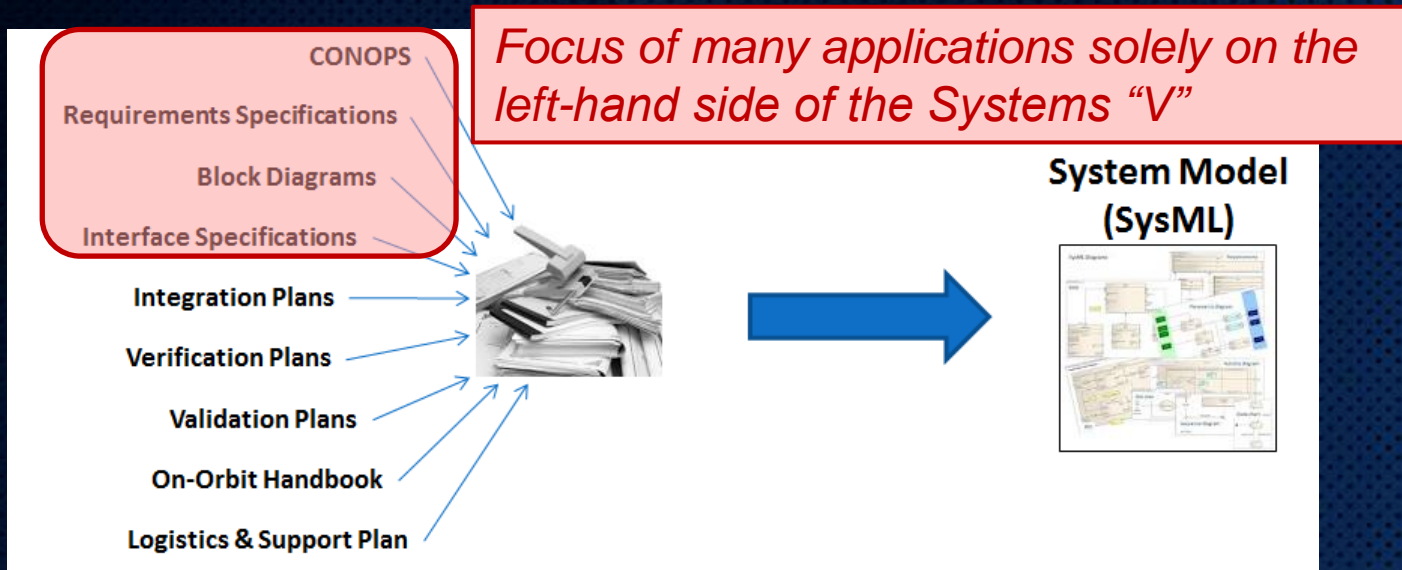 Focus of many applications solely on the
left-hand side of the Systems “V”
CONOPS
Requirements Specifications
Block Diagrams
Interface Specifications
Integration Plans
Verification Plans
Validation Plans
On-Orbit Handbook
Logistics & Support Plan
System Model
(SysML)